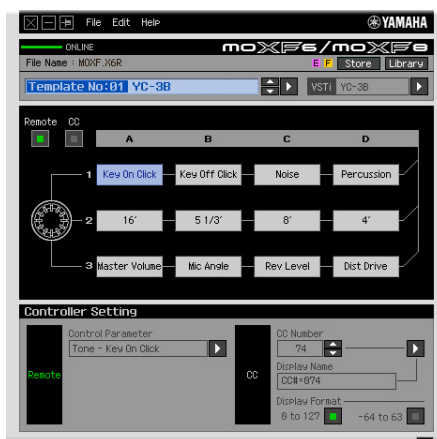 File Edit Help YAMAHA
ONLINE MOXF6/MOXF8
File Name : MOXF.X6R E F Store Library
Template No:01 YC-3B VSTi YC-3B
Remote CC
A B C D
1 Key On Click Key Off Click Noise Percussion
2 16' 5 1/3' 8' 4'
3 Master Volume Mic Angle Rev Level Dist Drive
Controller Setting
Control Parameter CC Number
Tone - Key On Click 74
Display Name
Remote CC CC#=074
Display Format
0 to 127 -64 to 63